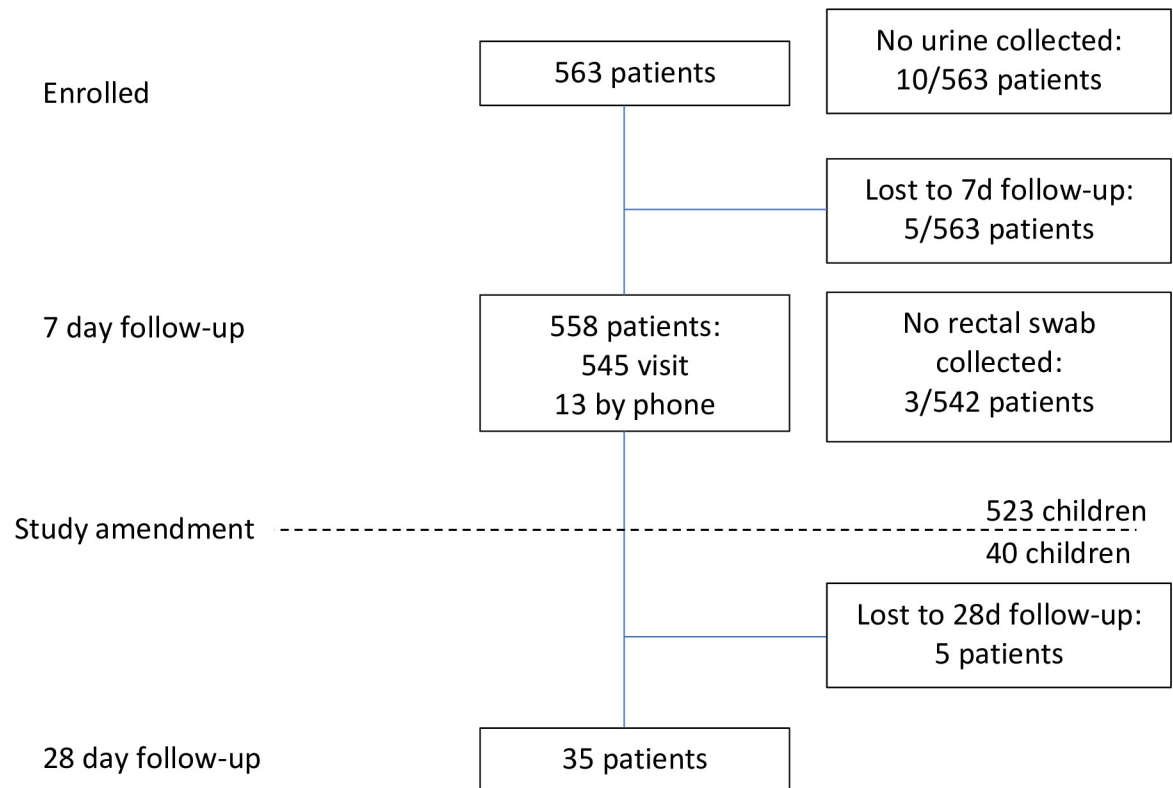 Enrolled
563 patients
No urine collected:
10/563 patients
Lost to 7d follow-up:
5/563 patients
7 day follow-up
558 patients:
545 visit
13 by phone
No rectal swab
collected:
3/542 patients
Study amendment
523 children
40 children
Lost to 28d follow-up:
5 patients
28 day follow-up
35 patients